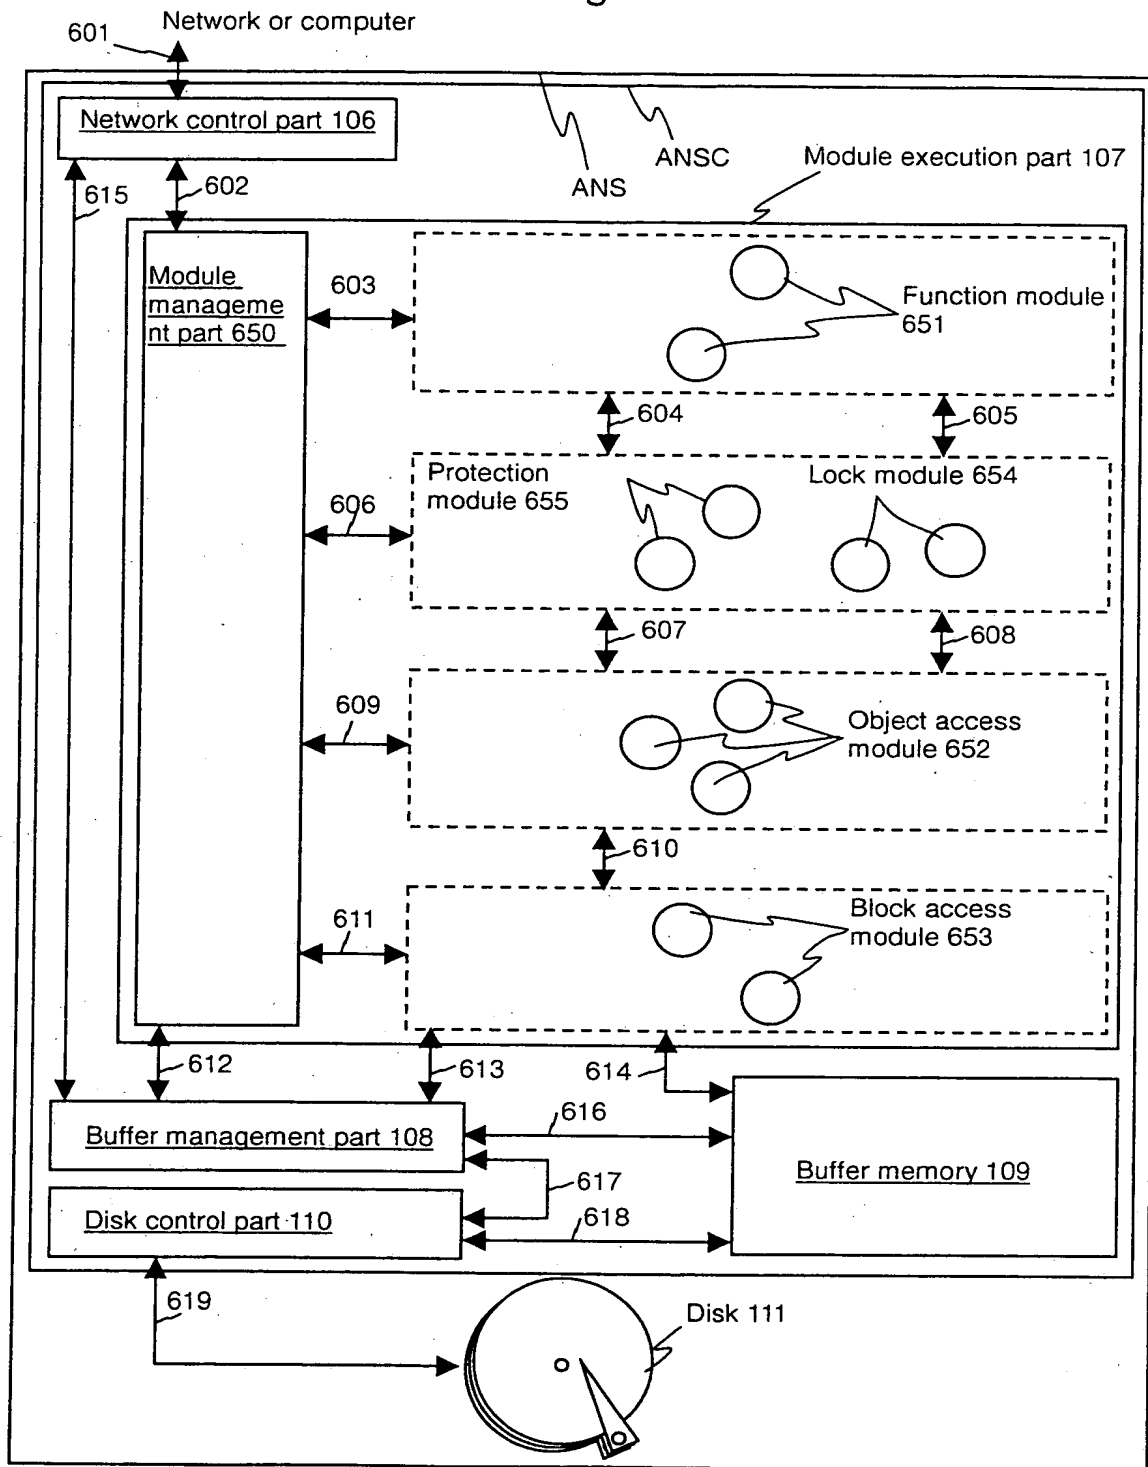 g
Network or computer
601
Network control part 106
ANSC
ANS
Module execution part 107
615
602
Module
manageme
nt part 650
603
Function module
651
604
605
Protection
module 655
Lock module 654
606
607
608
609
Object access
module 652
610
611
Block access
module 653
612
613
614
Buffer management part 108
616
Buffer memory 109
617
Disk control part 110
618
619
Disk 111